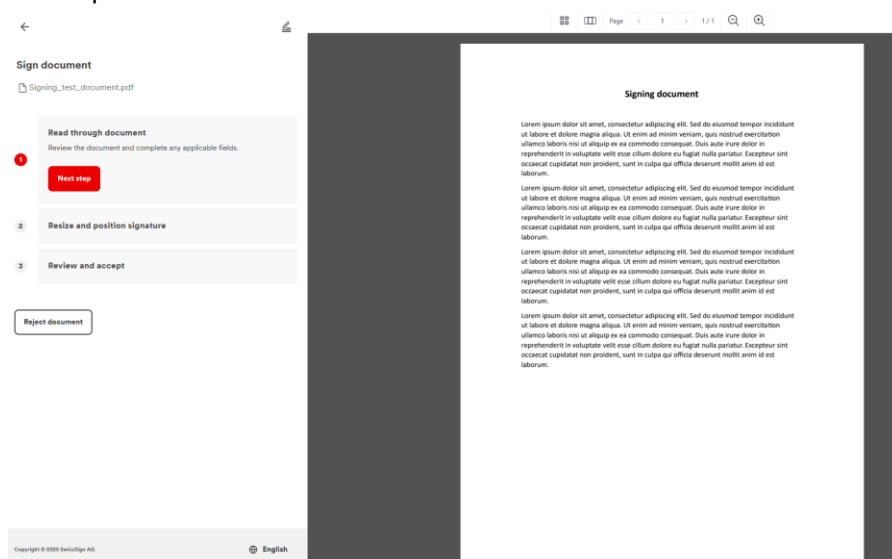 Page 1 1 / 1
Sign document
Signing_test_document.pdf
1
Read through document
Review the document and complete any applicable fields.
Next step
2 Resize and position signature
3 Review and accept
Reject document
Copyright © 2025 SwissSign AG
English
Signing document
Lorem ipsum dolor sit amet, consectetur adipiscing elit. Sed do eiusmod tempor incididunt
ut labore et dolore magna aliqua. Ut enim ad minim veniam, quis nostrud exercitation
ullamco laboris nisi ut aliquip ex ea commodo consequat. Duis aute irure dolor in
reprehenderit in voluptate velit esse cillum dolore eu fugiat nulla pariatur. Excepteur sint
occaecat cupidatat non proident, sunt in culpa qui officia deserunt mollit anim id est
laborum.
Lorem ipsum dolor sit amet, consectetur adipiscing elit. Sed do eiusmod tempor incididunt
ut labore et dolore magna aliqua. Ut enim ad minim veniam, quis nostrud exercitation
ullamco laboris nisi ut aliquip ex ea commodo consequat. Duis aute irure dolor in
reprehenderit in voluptate velit esse cillum dolore eu fugiat nulla pariatur. Excepteur sint
occaecat cupidatat non proident, sunt in culpa qui officia deserunt mollit anim id est
laborum.
Lorem ipsum dolor sit amet, consectetur adipiscing elit. Sed do eiusmod tempor incididunt
ut labore et dolore magna aliqua. Ut enim ad minim veniam, quis nostrud exercitation
ullamco laboris nisi ut aliquip ex ea commodo consequat. Duis aute irure dolor in
reprehenderit in voluptate velit esse cillum dolore eu fugiat nulla pariatur. Excepteur sint
occaecat cupidatat non proident, sunt in culpa qui officia deserunt mollit anim id est
laborum.
Lorem ipsum dolor sit amet, consectetur adipiscing elit. Sed do eiusmod tempor incididunt
ut labore et dolore magna aliqua. Ut enim ad minim veniam, quis nostrud exercitation
ullamco laboris nisi ut aliquip ex ea commodo consequat. Duis aute irure dolor in
reprehenderit in voluptate velit esse cillum dolore eu fugiat nulla pariatur. Excepteur sint
occaecat cupidatat non proident, sunt in culpa qui officia deserunt mollit anim id est
laborum.